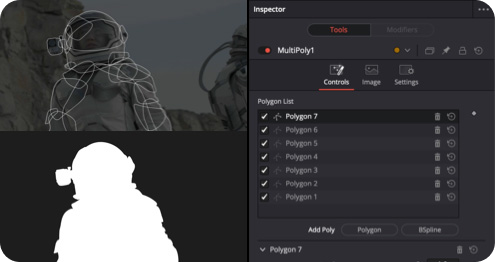 Inspector
Tools
Modifiers
MultiPoly1
Controls
Image
Settings
Polygon List
Polygon 7
Polygon 6
Polygon 5
Polygon 4
Polygon 3
Polygon 2
Polygon 1
Add Poly
Polygon
BSpline
Polygon 7